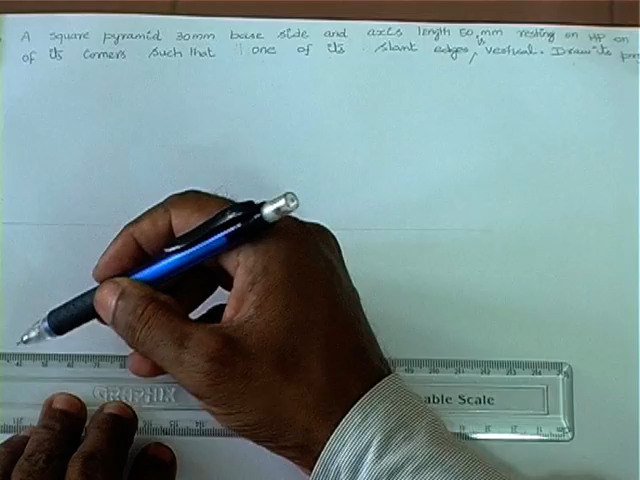 A square pyramid 30mm base side and axis length 50 mm resting on HP on
of its corners such that one of its slant edges, is vertical. Draw its pro
GRAPHIX
able Scale